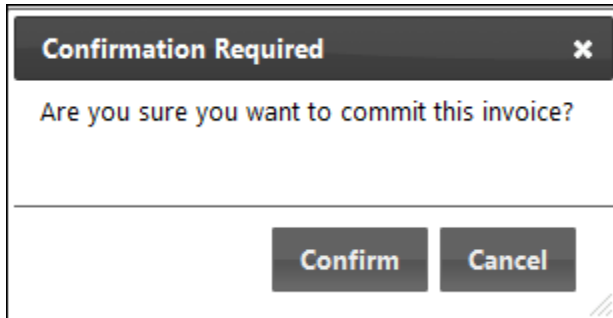 Confirmation Required
Are you sure you want to commit this invoice?
Confirm Cancel